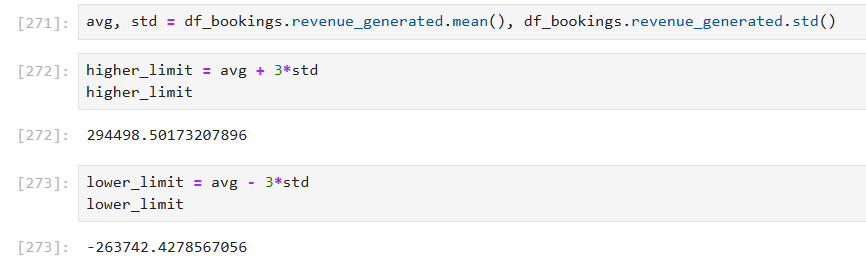 [271]: avg, std = df_bookings.revenue_generated.mean(), df_bookings.revenue_generated.std()
[272]: higher_limit = avg + 3*std
higher_limit
[272]: 294498.50173207896
[273]: lower_limit = avg - 3*std
lower_limit
[273]: -263742.4278567056